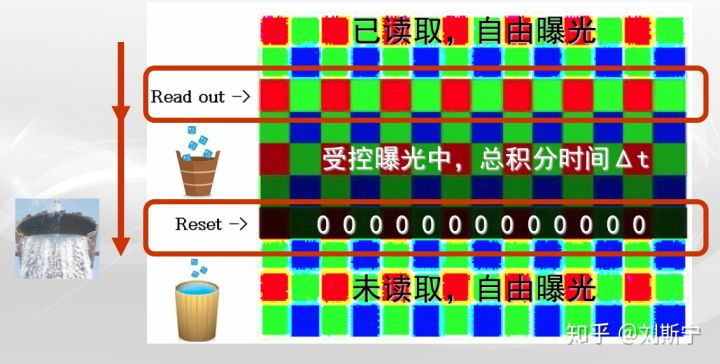 已读取，自由曝光
Read out ->
受控曝光中，总积分时间 Δt
Reset ->
0 0 0 0 0 0 0 0 0 0 0 0 0
未读取，自由曝光
知乎 @刘斯宁